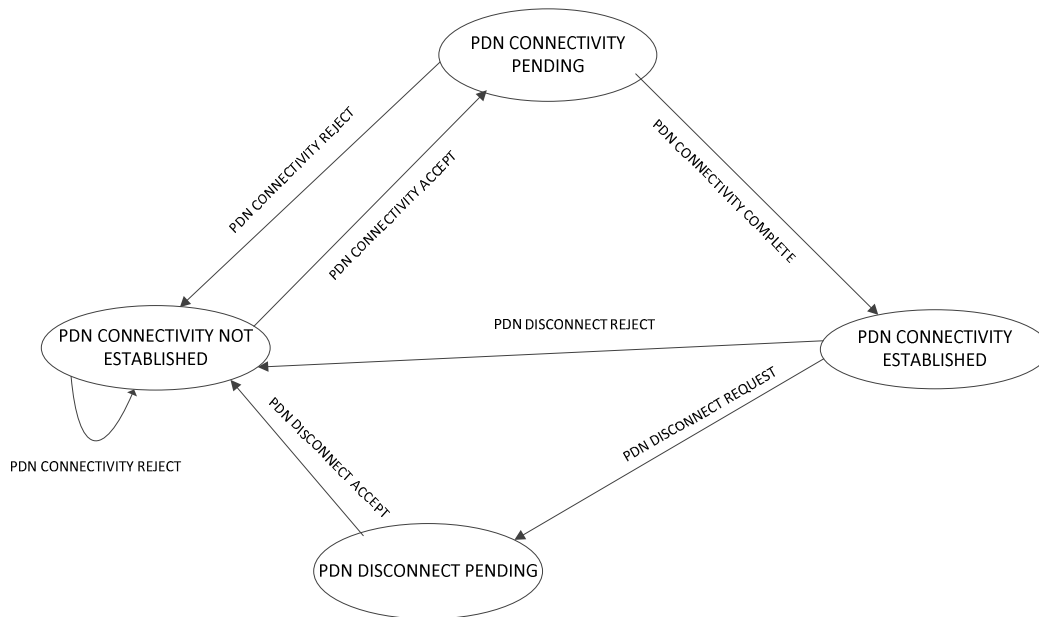 PDN CONNECTIVITY
PENDING
PDN CONNECTIVITY REJECT
PDN CONNECTIVITY ACCEPT
PDN CONNECTIVITY COMPLETE
PDN CONNECTIVITY NOT
ESTABLISHED
PDN DISCONNECT REJECT
PDN CONNECTIVITY
ESTABLISHED
PDN DISCONNECT REQUEST
PDN DISCONNECT ACCEPT
PDN CONNECTIVITY REJECT
PDN DISCONNECT PENDING